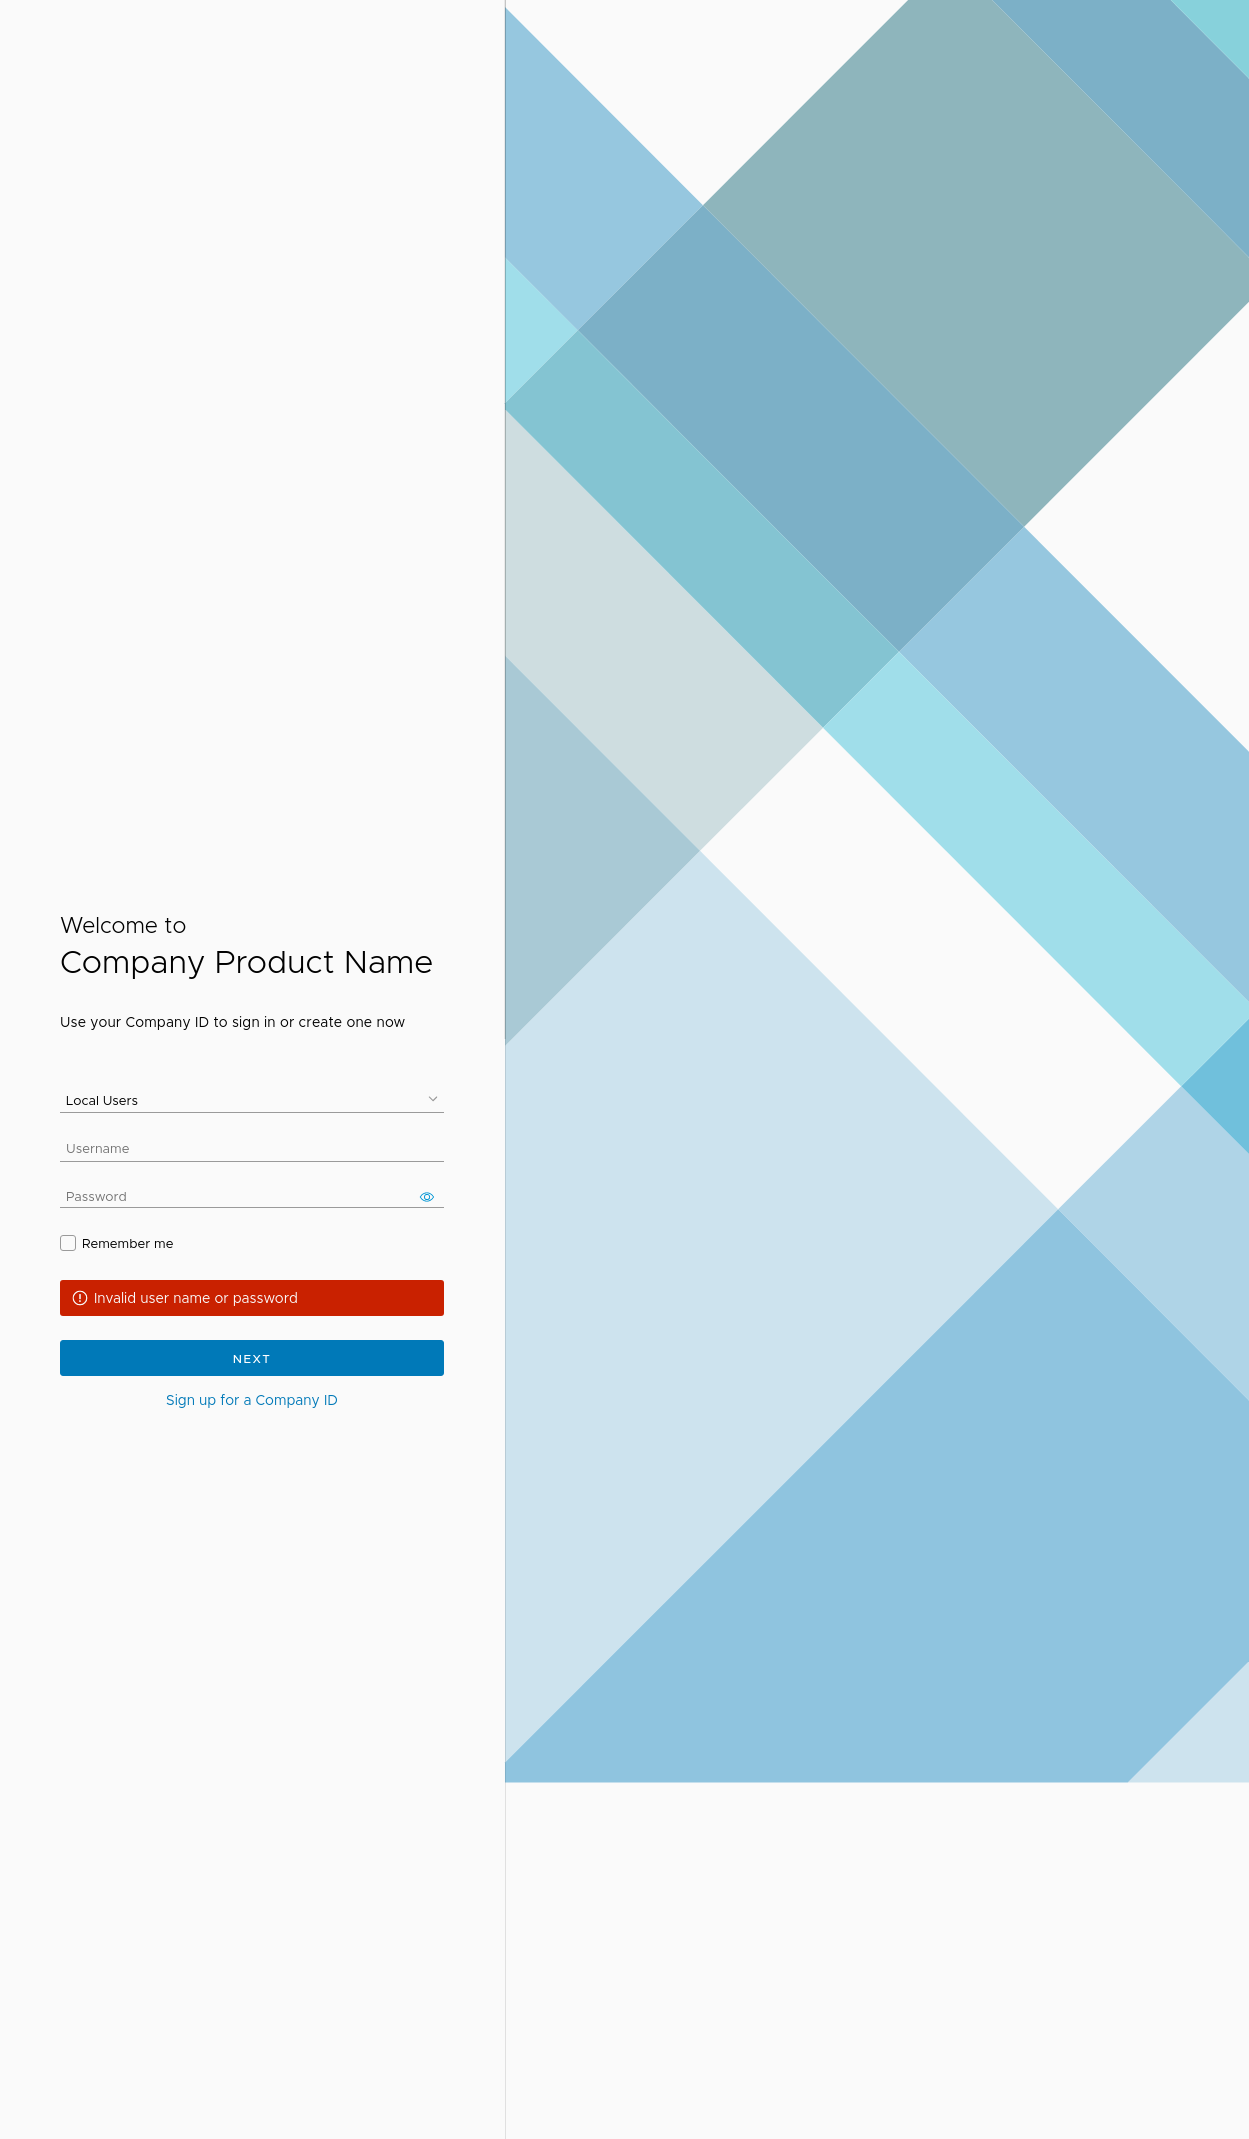 Welcome to
Company Product Name
Use your Company ID to sign in or create one now
Local Users
Username
Password
Remember me
Invalid user name or password
NEXT
Sign up for a Company ID